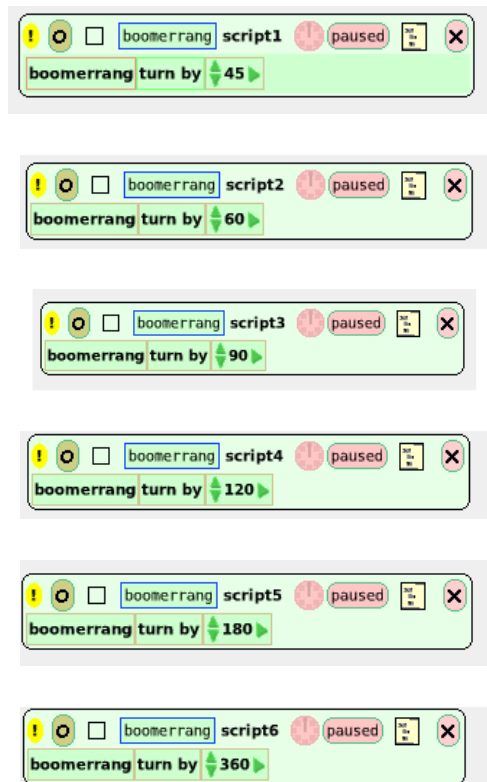 ! O boomerrang script1 paused X
boomerrang turn by 45
! O boomerrang script2 paused X
boomerrang turn by 60
! O boomerrang script3 paused X
boomerrang turn by 90
! O boomerrang script4 paused X
boomerrang turn by 120
! O boomerrang script5 paused X
boomerrang turn by 180
! O boomerrang script6 paused X
boomerrang turn by 360